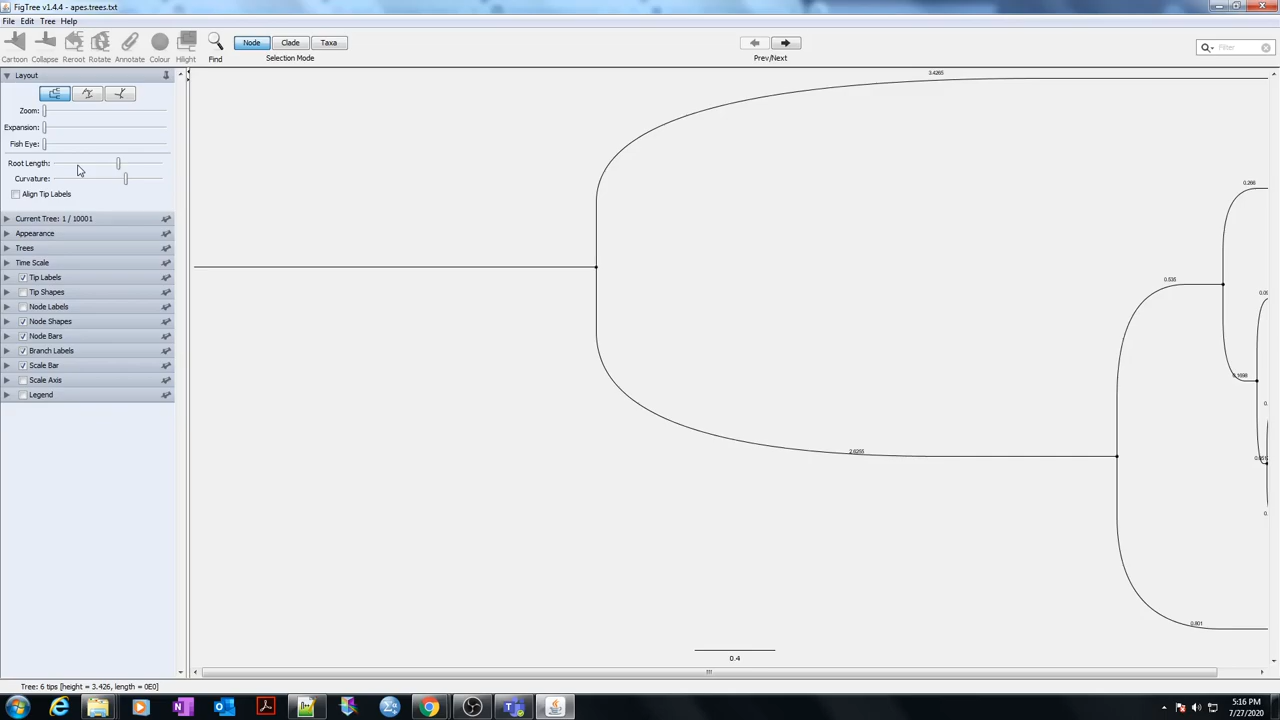 FigTree v1.4.4 - apes.trees.txt
File Edit Tree Help
Cartoon Collapse Reroot Rotate Annotate Colour Hilight Find
Node Clade Taxa
Selection Mode
Prev/Next
Filter
Layout
Zoom:
Expansion:
Fish Eye:
Root Length:
Curvature:
Align Tip Labels
Current Tree: 1 / 10001
Appearance
Trees
Time Scale
Tip Labels
Tip Shapes
Node Labels
Node Shapes
Node Bars
Branch Labels
Scale Bar
Scale Axis
Legend
3.4265
0.266
0.535
0.1698
2.6255
0.801
0.4
Tree: 6 tips [height = 3.426, length = 0E0]
5:16 PM
7/27/2020